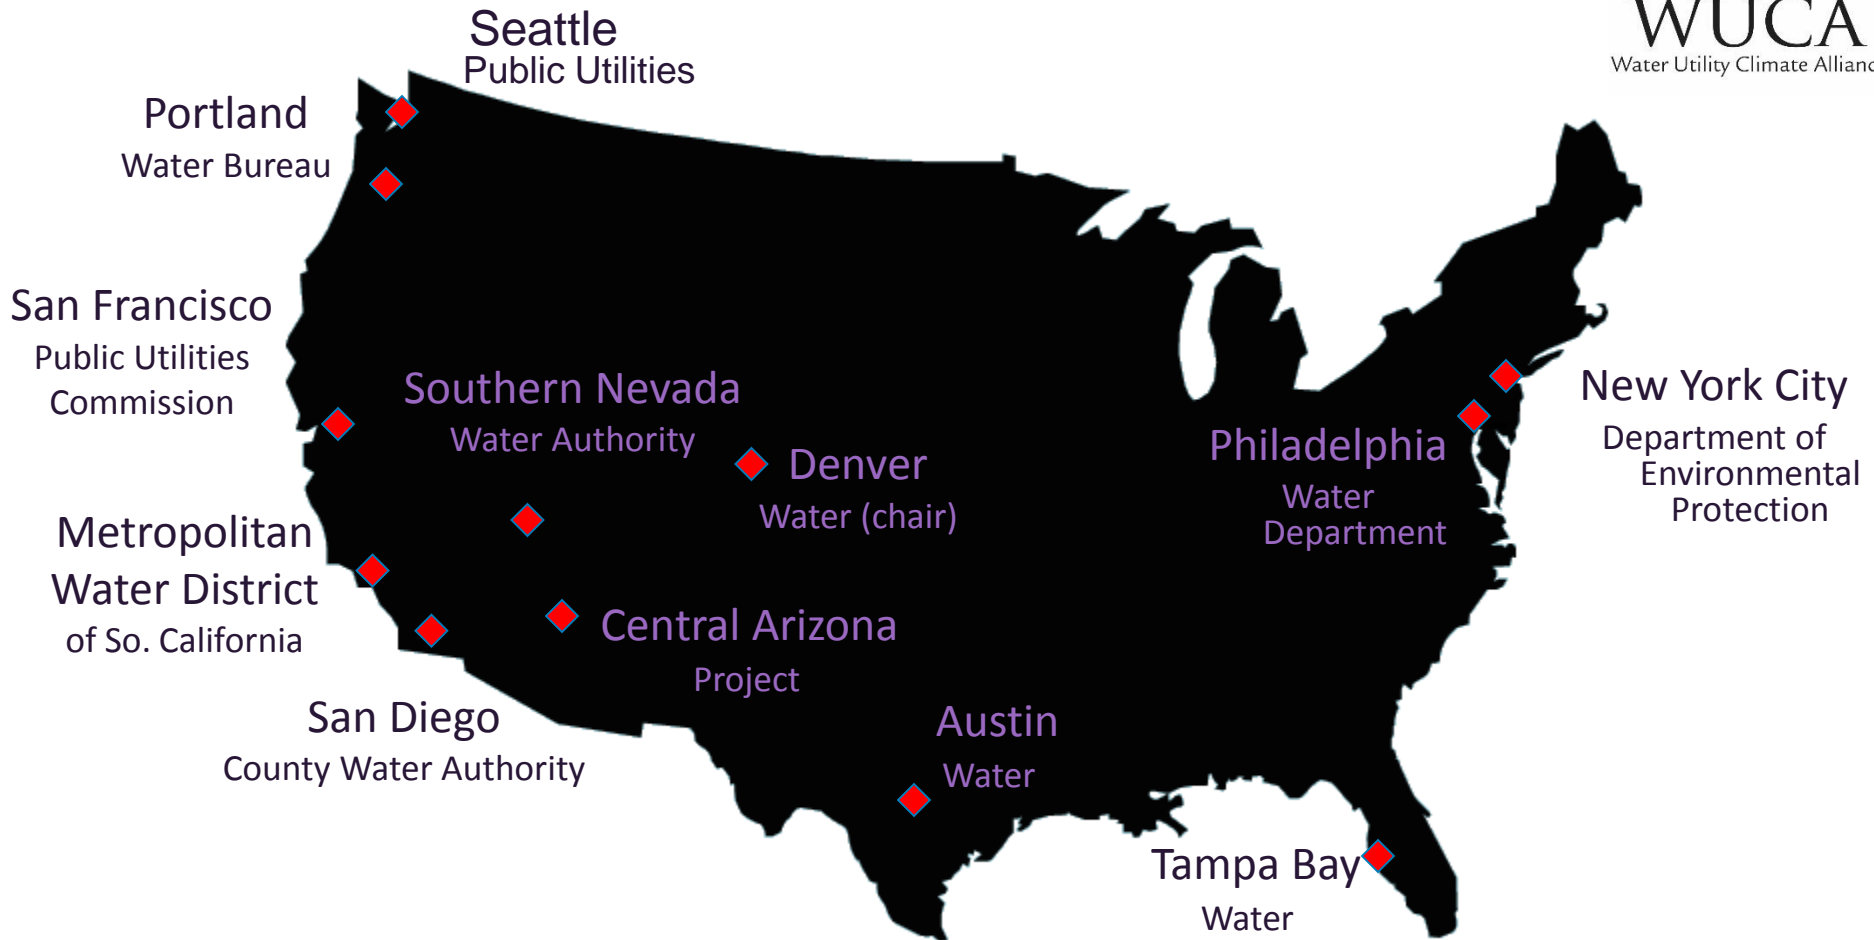 WUCA
Water Utility Climate Allianc
Seattle
Public Utilities
Portland
Water Bureau
San Francisco
Public Utilities
Commission
Southern Nevada
Water Authority
Denver
Water (chair)
Philadelphia
Water
Department
New York City
Department of
Environmental
Protection
Metropolitan
Water District
of So. California
Central Arizona
Project
San Diego
County Water Authority
Austin
Water
Tampa Bay
Water